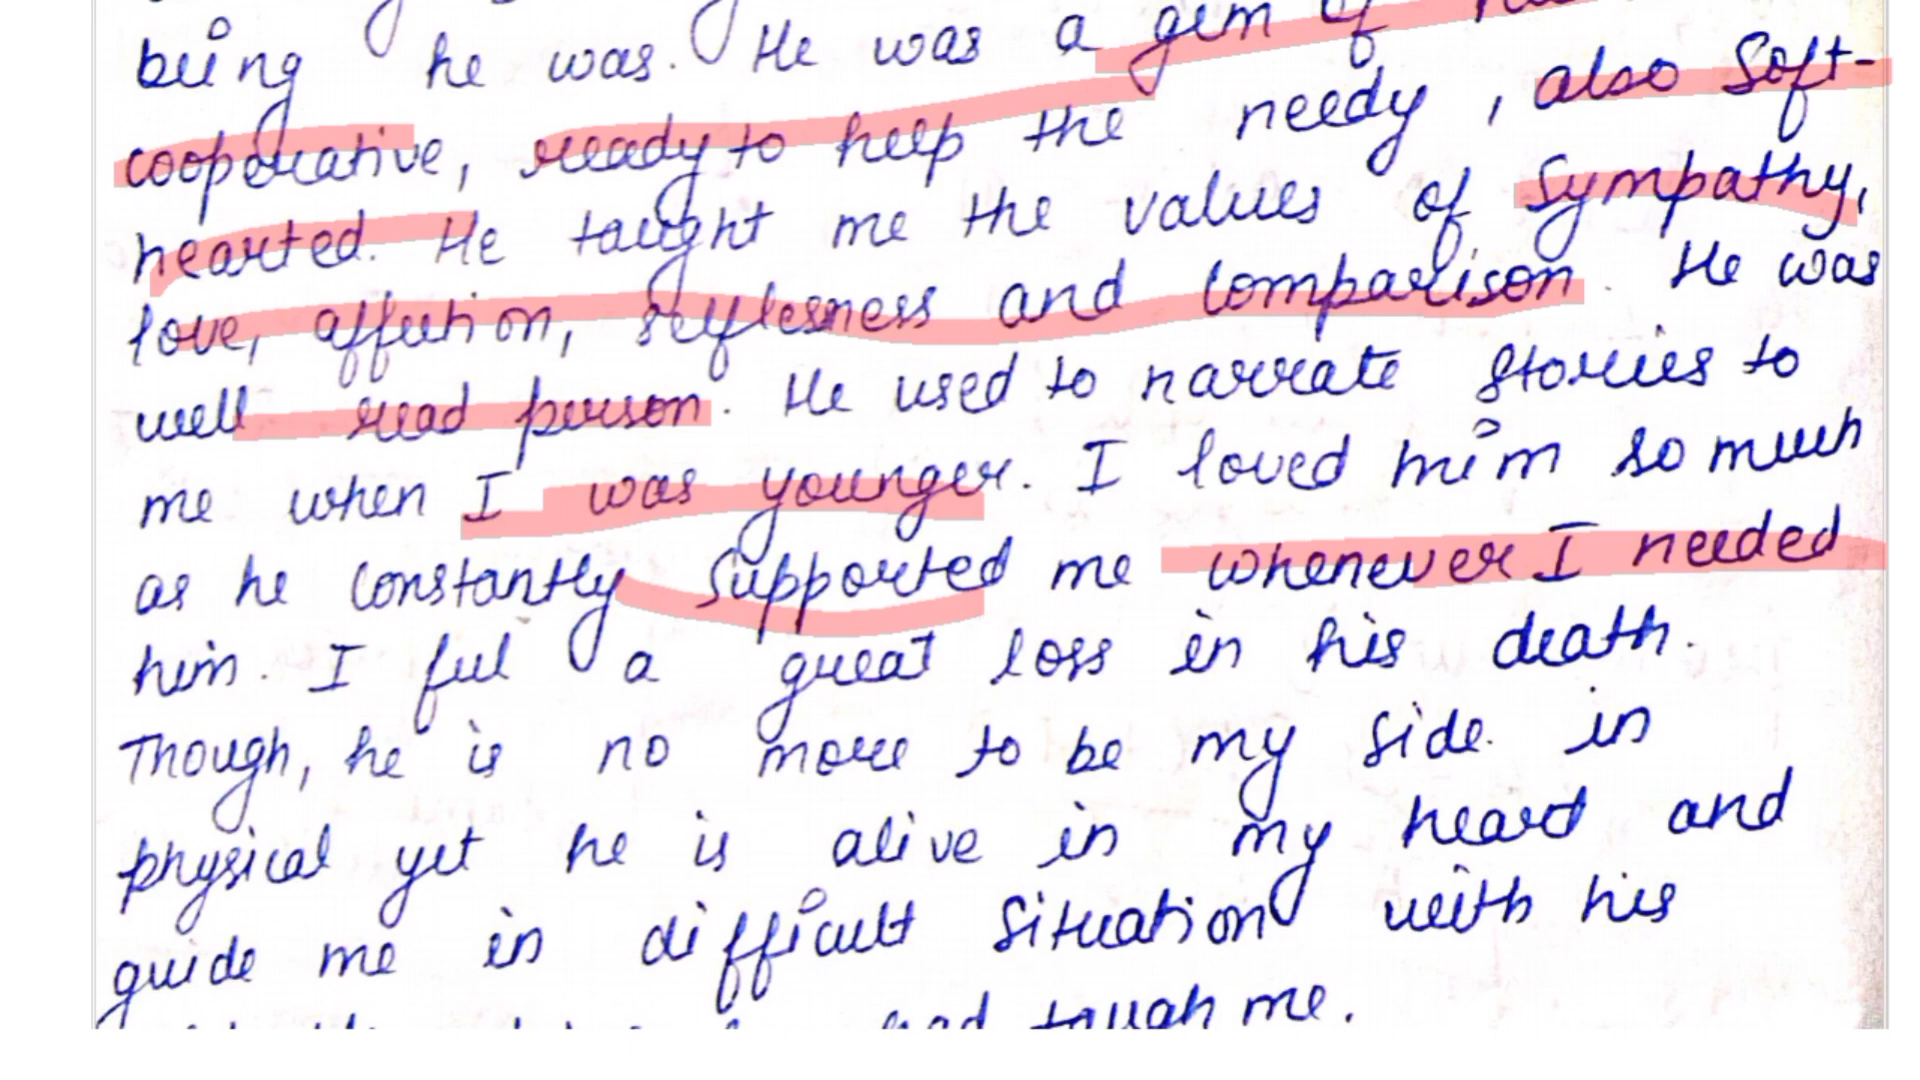 being he was. He was a gem of
cooperative, ready to help the needy, also Soft-
hearted. He taught me the values of Sympathy,
love, affection, selflesness and Comparison. He was
well read person. He used to narrate stories to
me when I was younger. I loved him so much
as he constantly Supported me whenever I needed
him. I feel a great loss in his death.
Though, he is no more to be my side. in
physical yet he is alive in my heart and
guide me in difficult Situation with his
had taugh me.